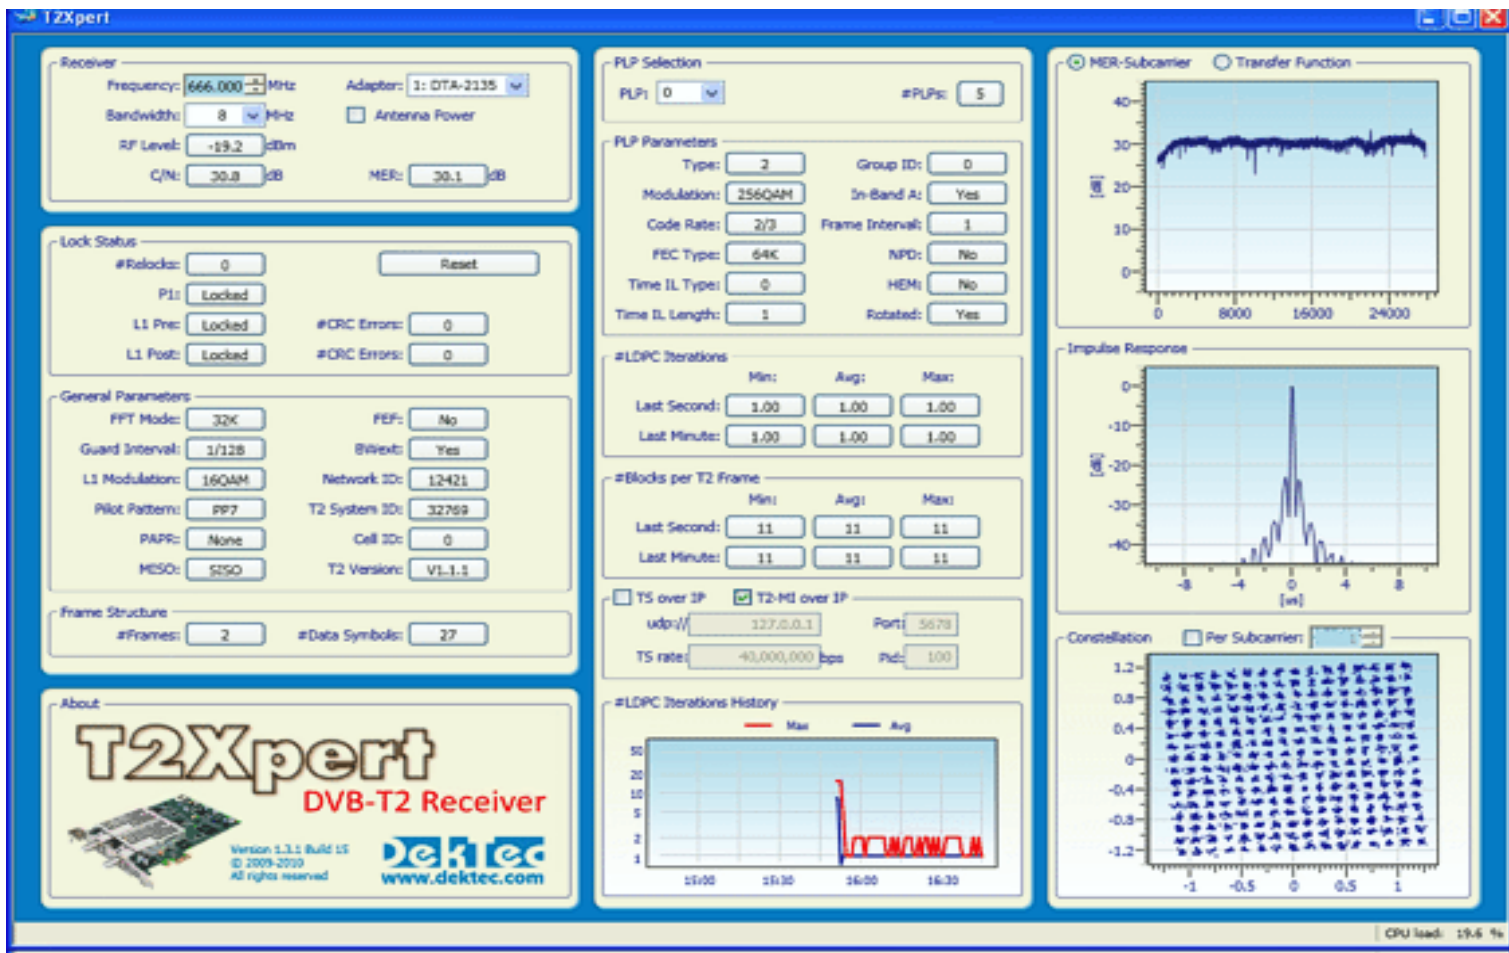 T2Xpert
Receiver
Frequency: 666.000 MHz Adapter: 1: DTA-2135
Bandwidth: 8 MHz Antenna Power
RF Level: -19.2 dBm
C/N: 30.8 dB MER: 30.1 dB
Lock Status
#Relocks: 0 Reset
P1: Locked
L1 Pre: Locked #CRC Errors: 0
L1 Post: Locked #CRC Errors: 0
General Parameters
FFT Mode: 32K FEF: No
Guard Interval: 1/128 BWext: Yes
L1 Modulation: 16QAM Network ID: 12421
Pilot Pattern: PP7 T2 System ID: 32769
PAPR: None Cell ID: 0
MISO: SISO T2 Version: V1.1.1
Frame Structure
#Frames: 2 #Data Symbols: 27
About
T2Xpert
DVB-T2 Receiver
Version 1.3.1 Build 15
© 2009-2010
All rights reserved
DekTec
www.dektec.com
PLP Selection
PLP: 0 #PLPs: 5
PLP Parameters
Type: 2 Group ID: 0
Modulation: 256QAM In-Band A: Yes
Code Rate: 2/3 Frame Interval: 1
FEC Type: 64K NPD: No
Time IL Type: 0 HEM: No
Time IL Length: 1 Rotated: Yes
#LDPC Iterations
Min: Avg: Max:
Last Second: 1.00 1.00 1.00
Last Minute: 1.00 1.00 1.00
#Blocks per T2 Frame
Min: Avg: Max:
Last Second: 11 11 11
Last Minute: 11 11 11
TS over IP T2-MI over IP
udp:// 127.0.0.1 Port: 5678
TS rate: 40,000,000 bps Pid: 100
#LDPC Iterations History
Max Avg
50
20
10
5
2
1
15:00 15:30 16:00 16:30
MER-Subcarrier Transfer Function
40
30
[dB]
20
10
0
0 8000 16000 24000
Impulse Response
0
-10
[dB]
-20
-30
-40
-8 -4 0 4 8
[us]
Constellation Per Subcarrier: 1
1.2
0.8
0.4
0
-0.4
-0.8
-1.2
-1 -0.5 0 0.5 1
CPU load: 19.6 %